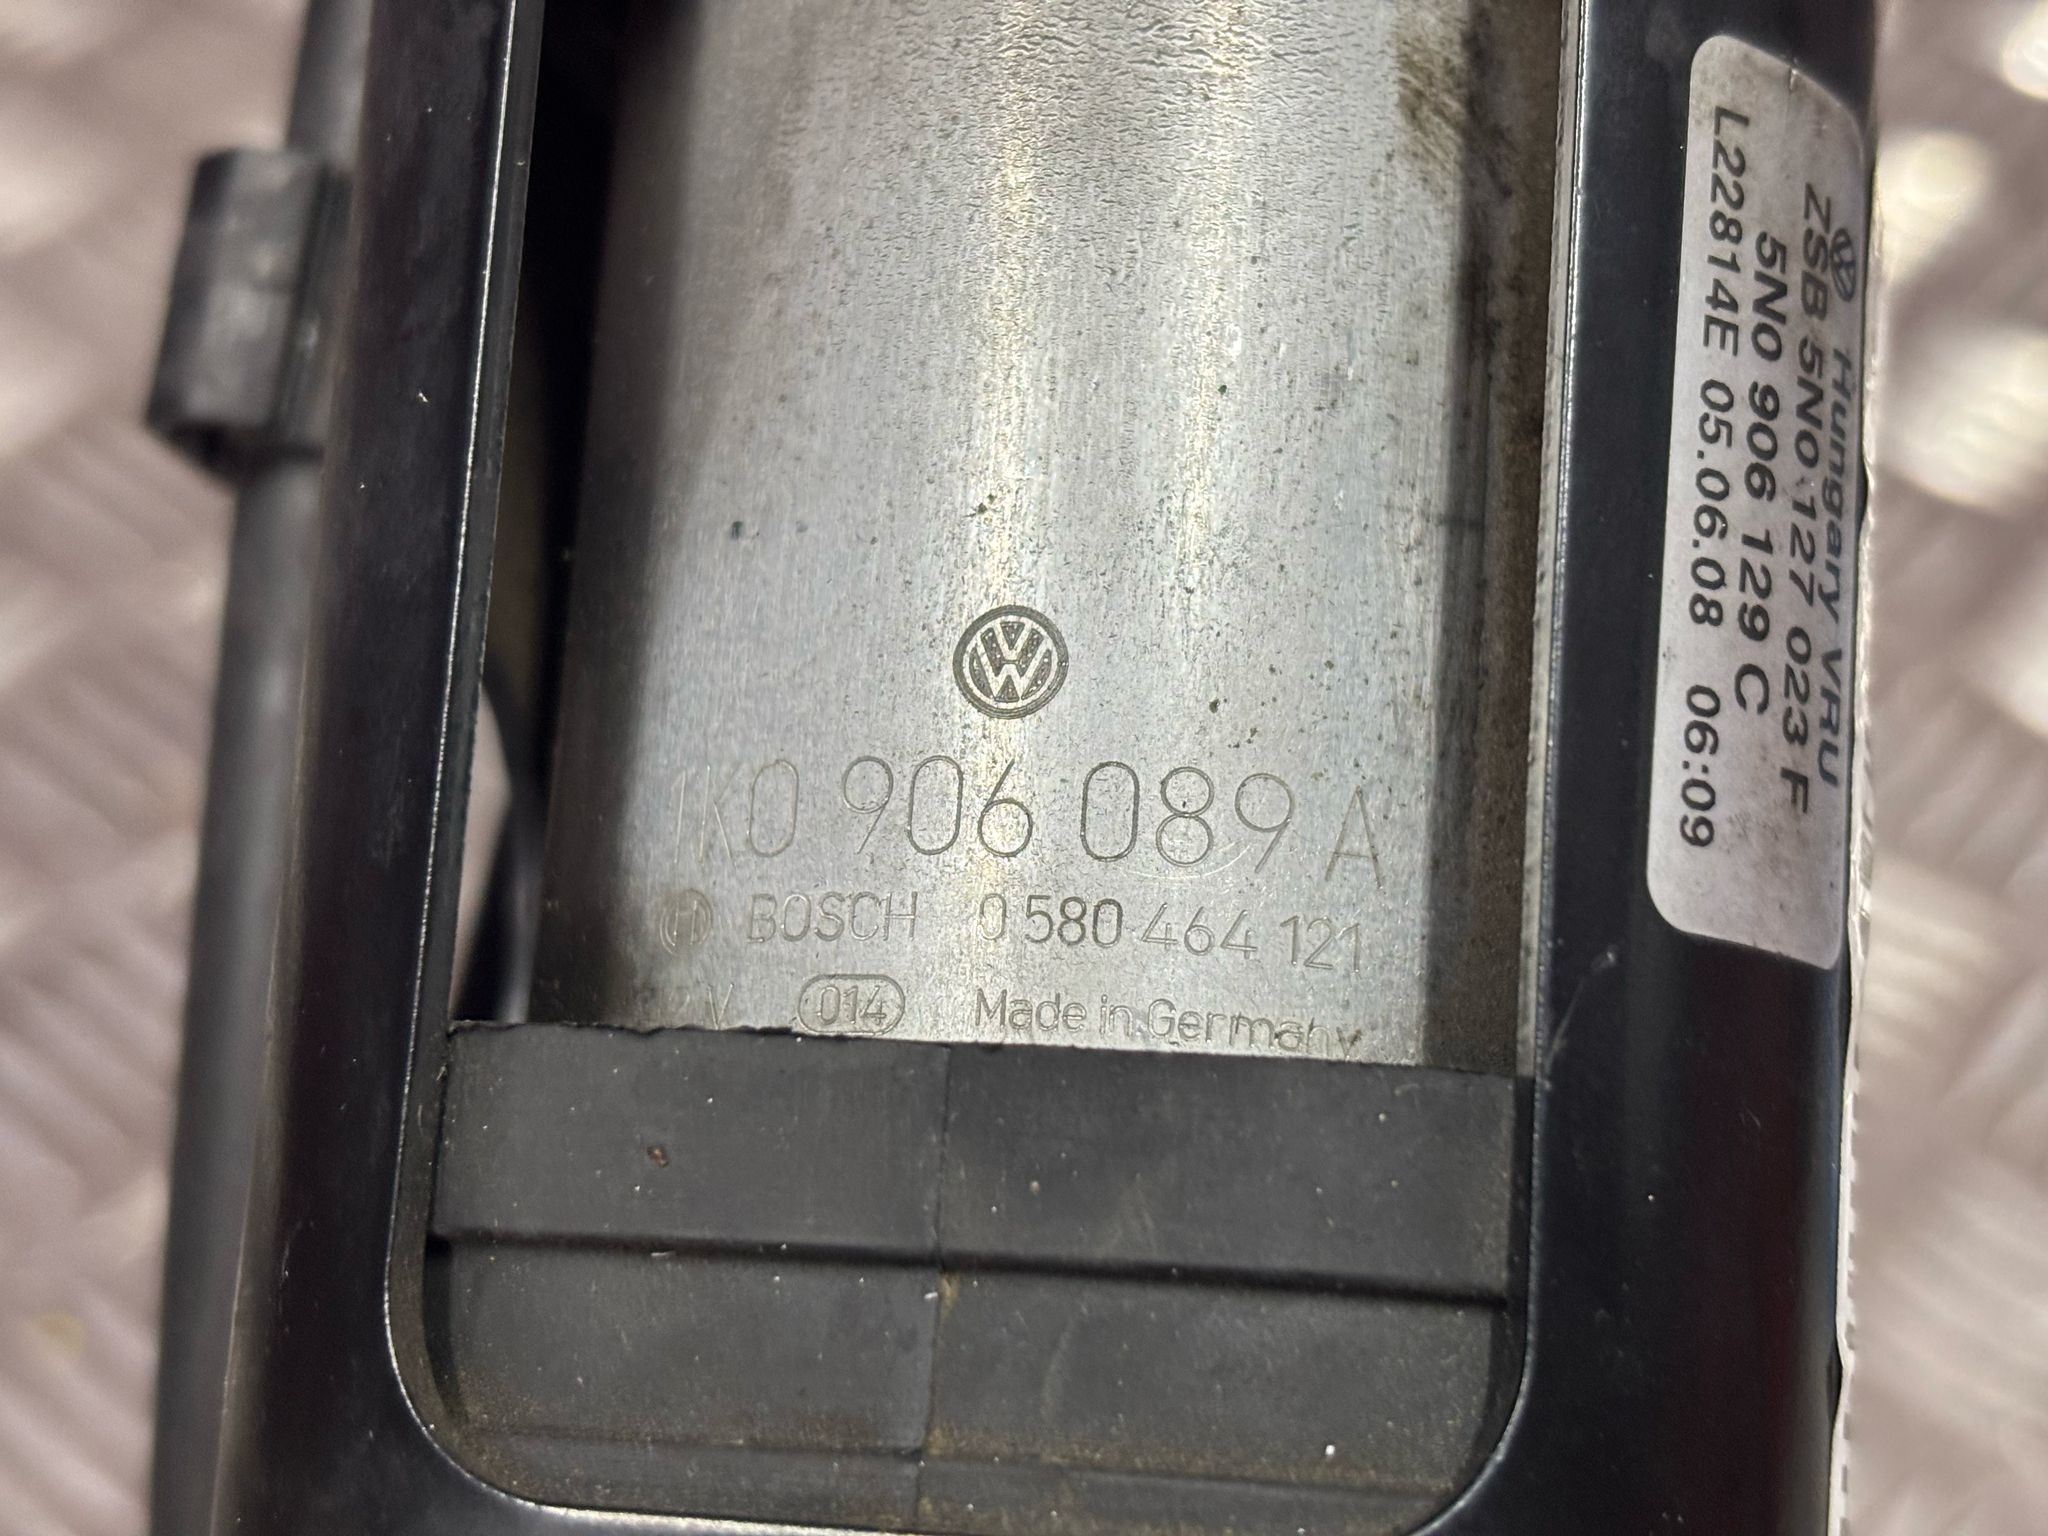 1K0 906 089 A
BOSCH 0 580 464 121
2V 014 Made in Germany
Hungary VRU
ZSB 5N0 127 023 F
5N0 906 129 C
L22814E 05.06.08 06:09